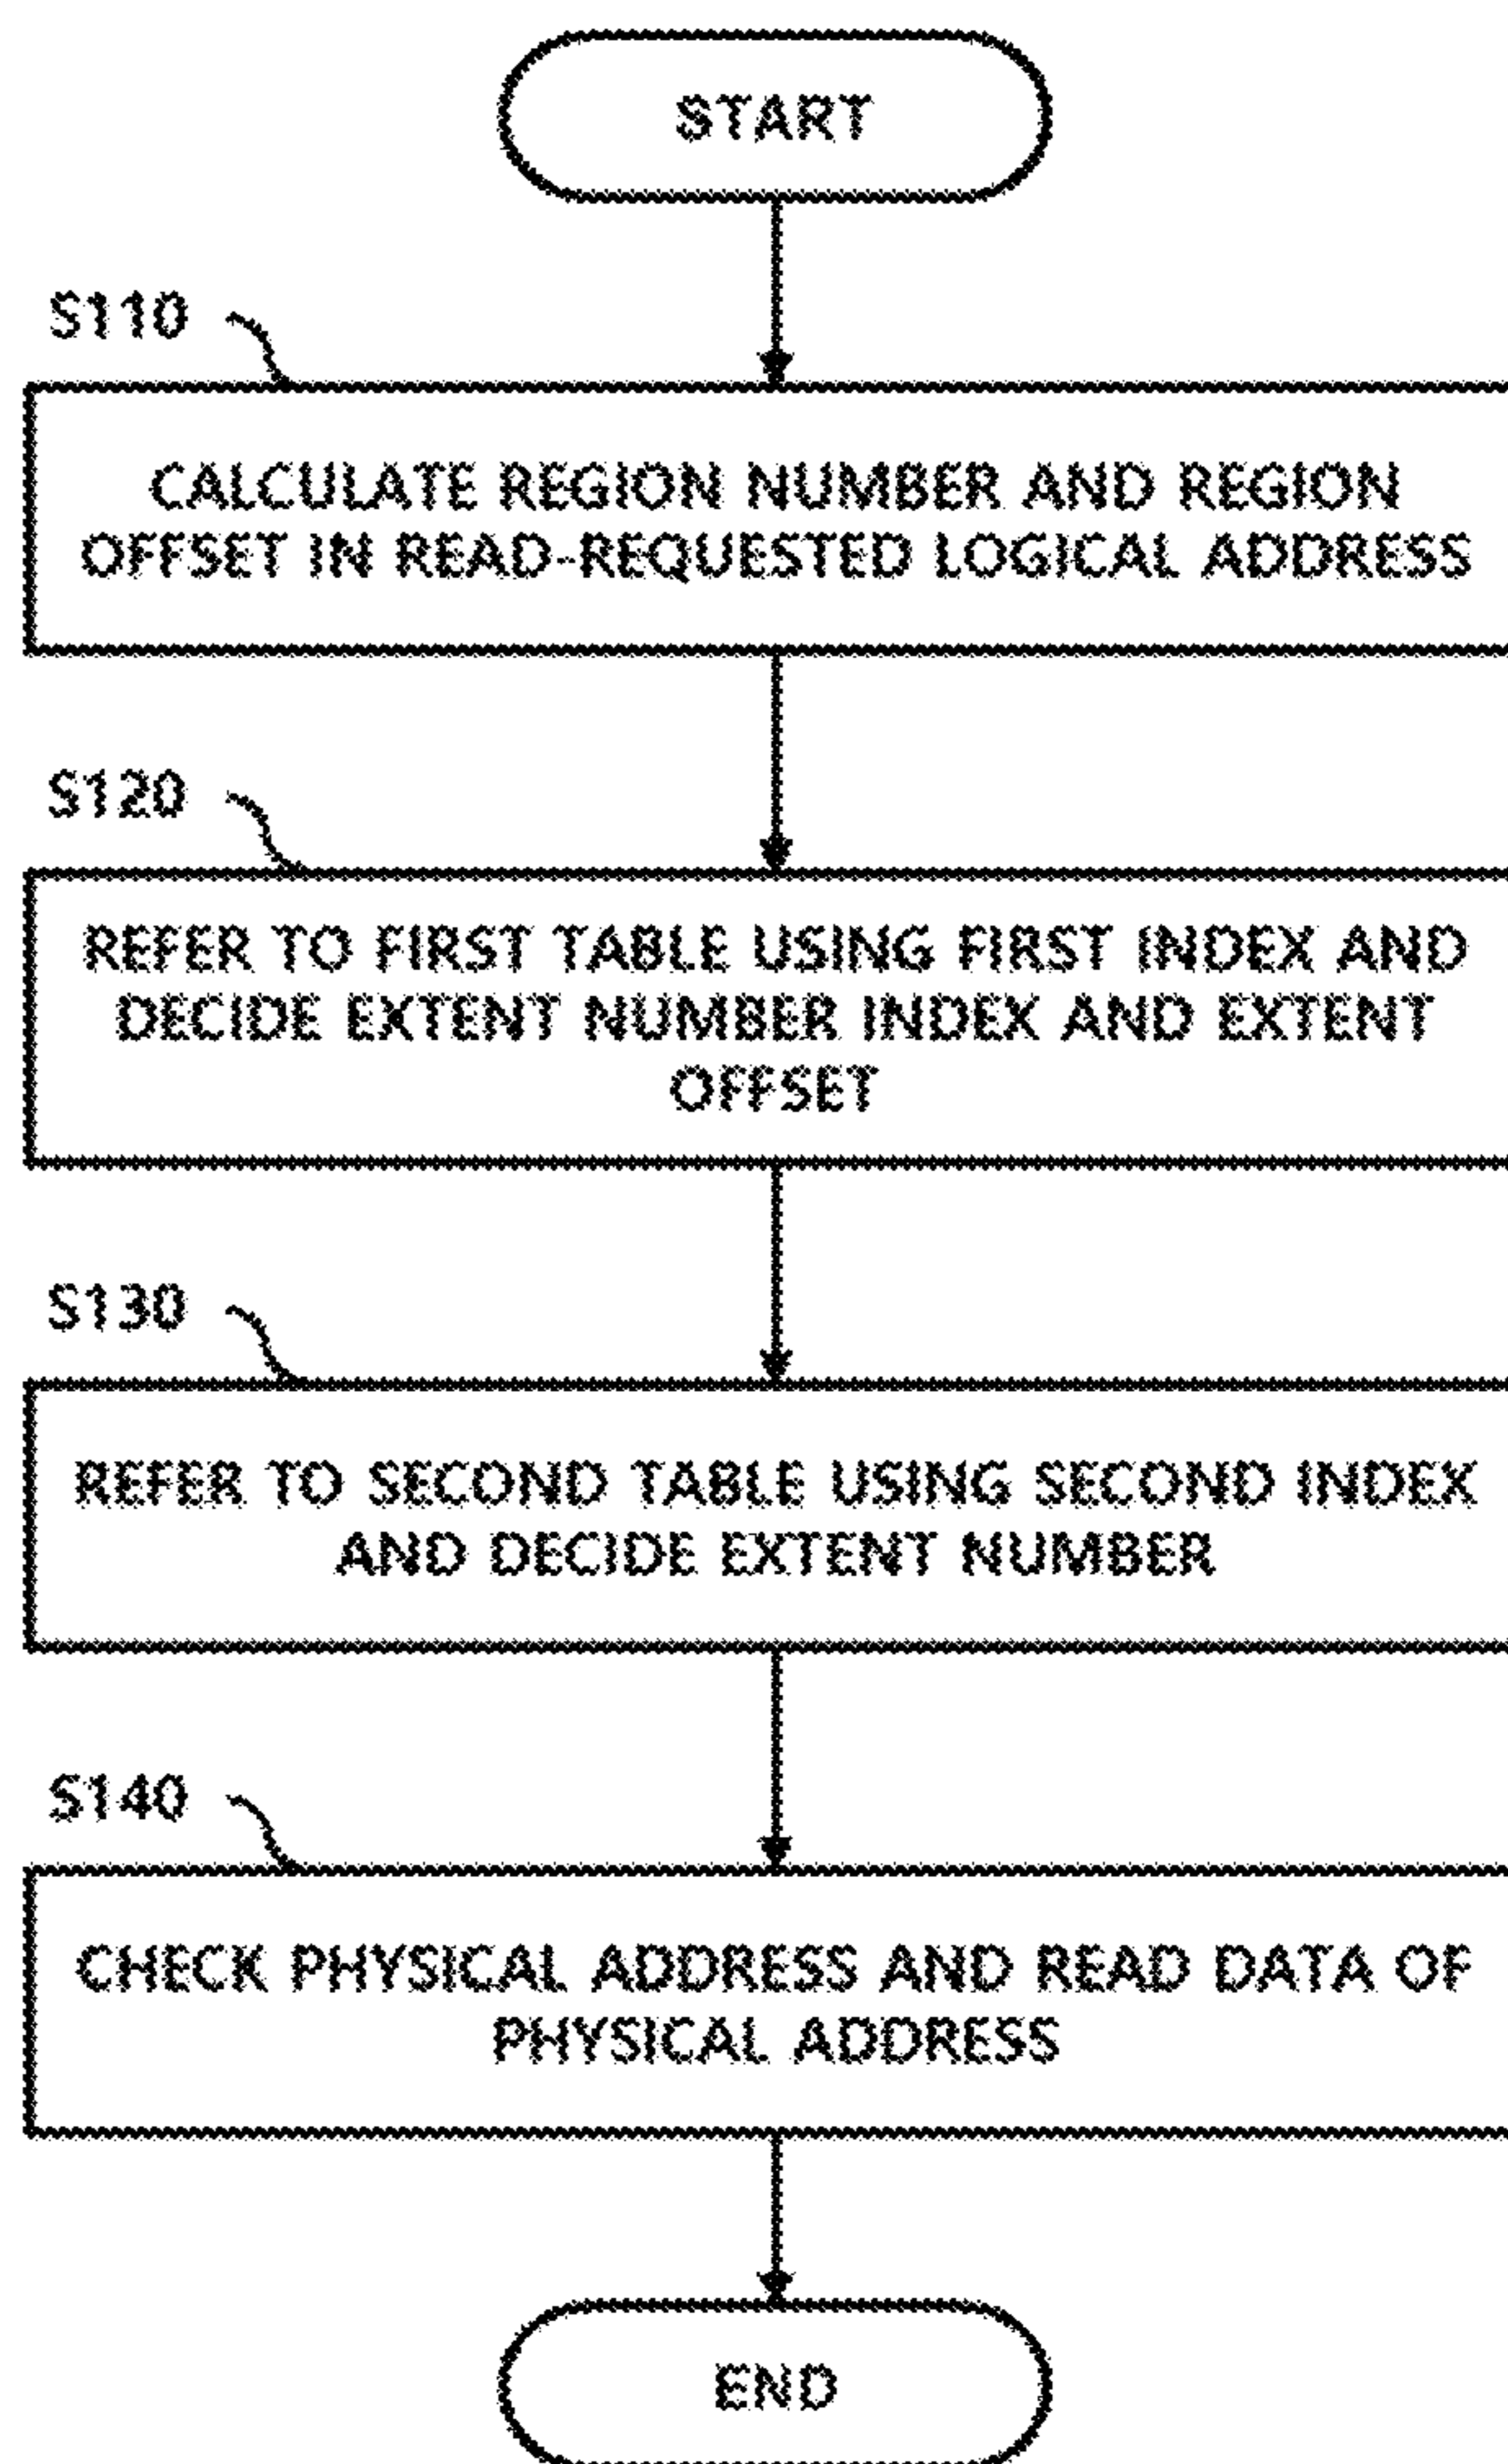 START
S110
CALCULATE REGION NUMBER AND REGION
OFFSET IN READ-REQUESTED LOGICAL ADDRESS
S120
REFER TO FIRST TABLE USING FIRST INDEX AND
DECIDE EXTENT NUMBER INDEX AND EXTENT
OFFSET
S130
REFER TO SECOND TABLE USING SECOND INDEX
AND DECIDE EXTENT NUMBER
S140
CHECK PHYSICAL ADDRESS AND READ DATA OF
PHYSICAL ADDRESS
END